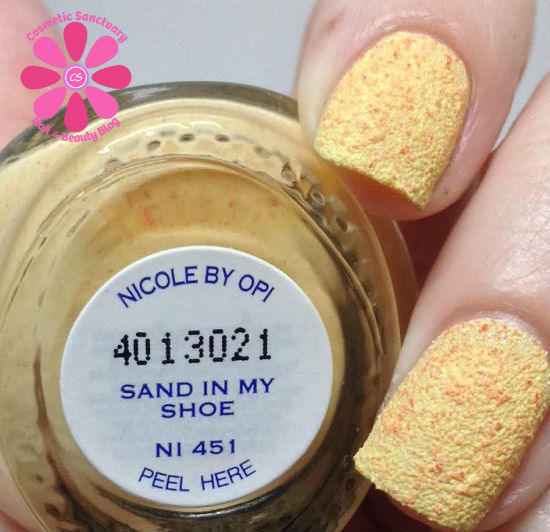 Cosmetic Sanctuary
CS
Nail & Beauty Blog
NICOLE BY OPI
4013021
SAND IN MY
SHOE
NI 451
PEEL HERE